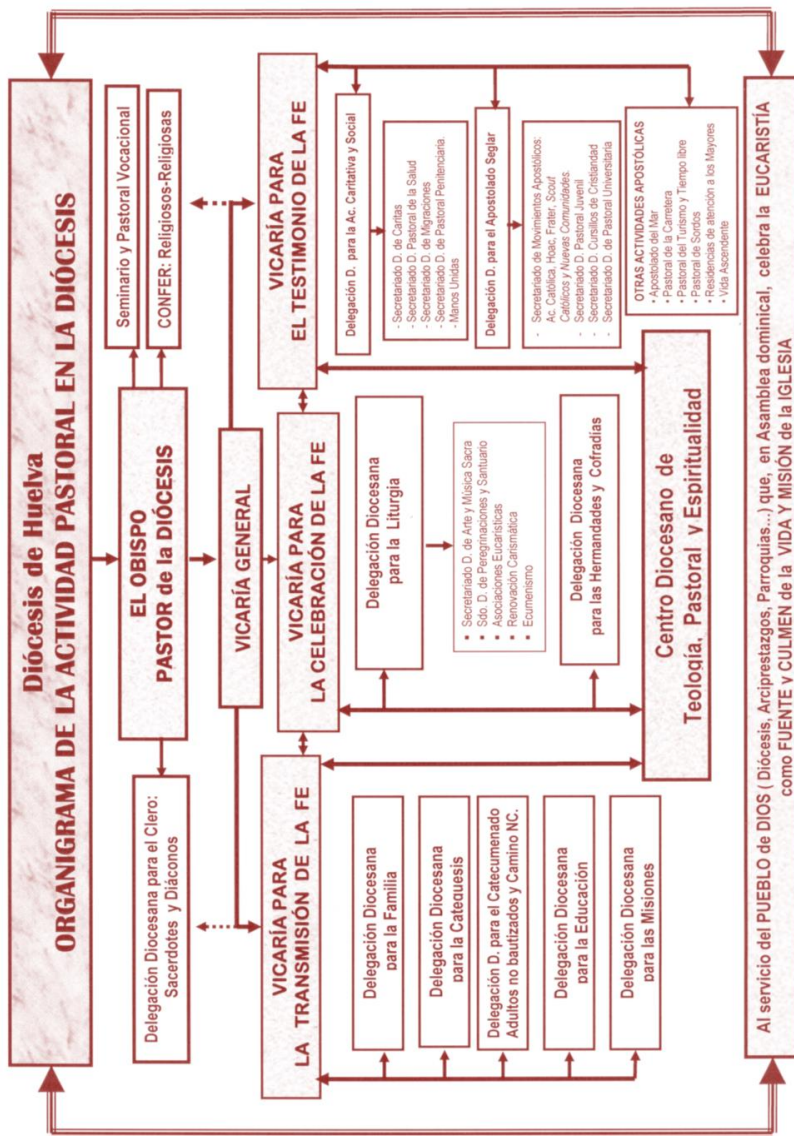 Diócesis de Huelva
ORGANIGRAMA DE LA ACTIVIDAD PASTORAL EN LA DIÓCESIS
EL OBISPO
PASTOR de la DIÓCESIS
Delegación Diocesana para el Clero:
Sacerdotes y Diáconos
Seminario y Pastoral Vocacional
CONFER: Religiosos-Religiosas
VICARÍA GENERAL
VICARÍA PARA
LA TRANSMISIÓN DE LA FE
Delegación Diocesana
para la Familia
Delegación Diocesana
para la Catequesis
Delegación D. para el Catecumenado
Adultos no bautizados y Camino NC.
Delegación Diocesana
para la Educación
Delegación Diocesana
para las Misiones
VICARÍA PARA
LA CELEBRACIÓN DE LA FE
Delegación Diocesana
para la Liturgia
▪ Secretariado D. de Arte y Música Sacra
▪ Sdo. D. de Peregrinaciones y Santuario
▪ Asociaciones Eucarísticas
▪ Renovación Carismática
▪ Ecumenismo
Delegación Diocesana
para las Hermandades y Cofradías
VICARÍA PARA
EL TESTIMONIO DE LA FE
Delegación D. para la Ac. Caritativa y Social
- Secretariado D. de Caritas
- Secretariado D. Pastoral de la Salud
- Secretariado D. de Migraciones
- Secretariado D. de Pastoral Penitenciaria.
- Manos Unidas
Delegación D. para el Apostolado Seglar
- Secretariado de Movimientos Apostólicos:
Ac. Católica, Hoac, Frater, Scout
Católicos y Nuevas Comunidades.
- Secretariado D. Pastoral Juvenil
- Secretariado D. Cursillos de Cristiandad
- Secretariado D. de Pastoral Universitaria
OTRAS ACTIVIDADES APOSTÓLICAS
• Apostolado del Mar
• Pastoral de la Carretera
• Pastoral del Turismo y Tiempo libre
• Pastoral de Sordos
• Residencias de atención a los Mayores
• Vida Ascendente
Centro Diocesano de
Teología, Pastoral y Espiritualidad
Al servicio del PUEBLO de DIOS ( Diócesis, Arciprestazgos, Parroquias...) que, en Asamblea dominical, celebra la EUCARISTÍA
como FUENTE y CULMEN de la VIDA Y MISIÓN de la IGLESIA